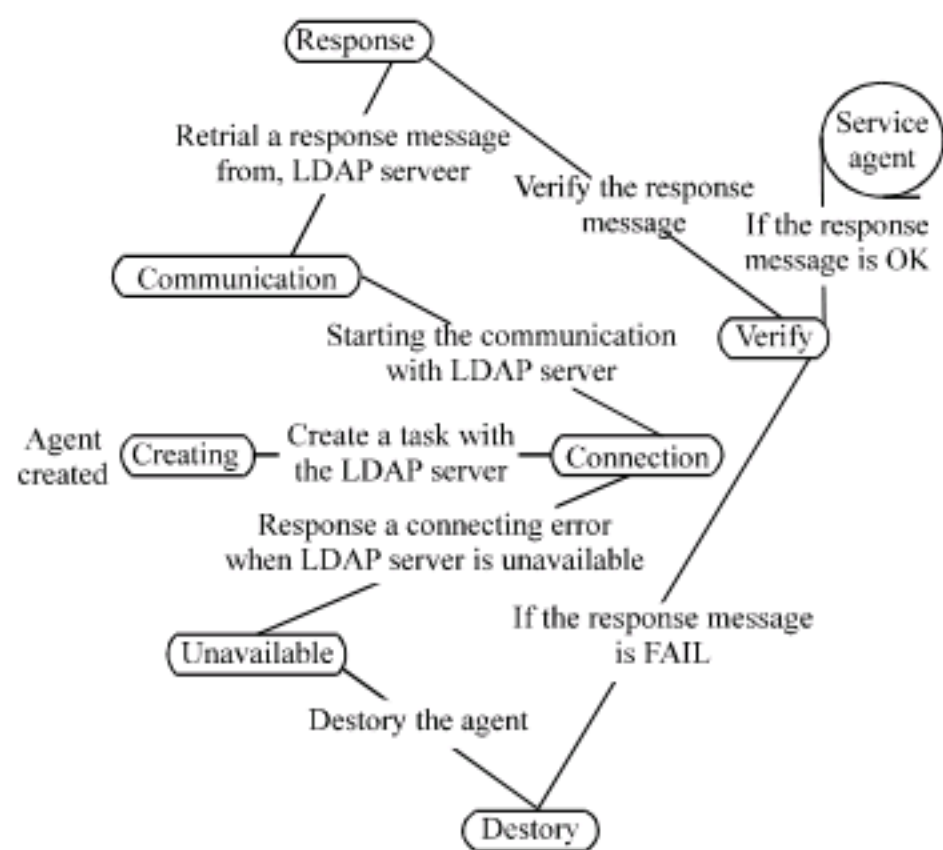 Response
Service
agent
Retrial a response message
from, LDAP serveer
Verify the response
message
If the response
message is OK
Communication
Starting the communication
with LDAP server
Verify
Agent
created
Creating
Create a task with
the LDAP server
Connection
Response a connecting error
when LDAP server is unavailable
If the response message
is FAIL
Unavailable
Destory the agent
Destory